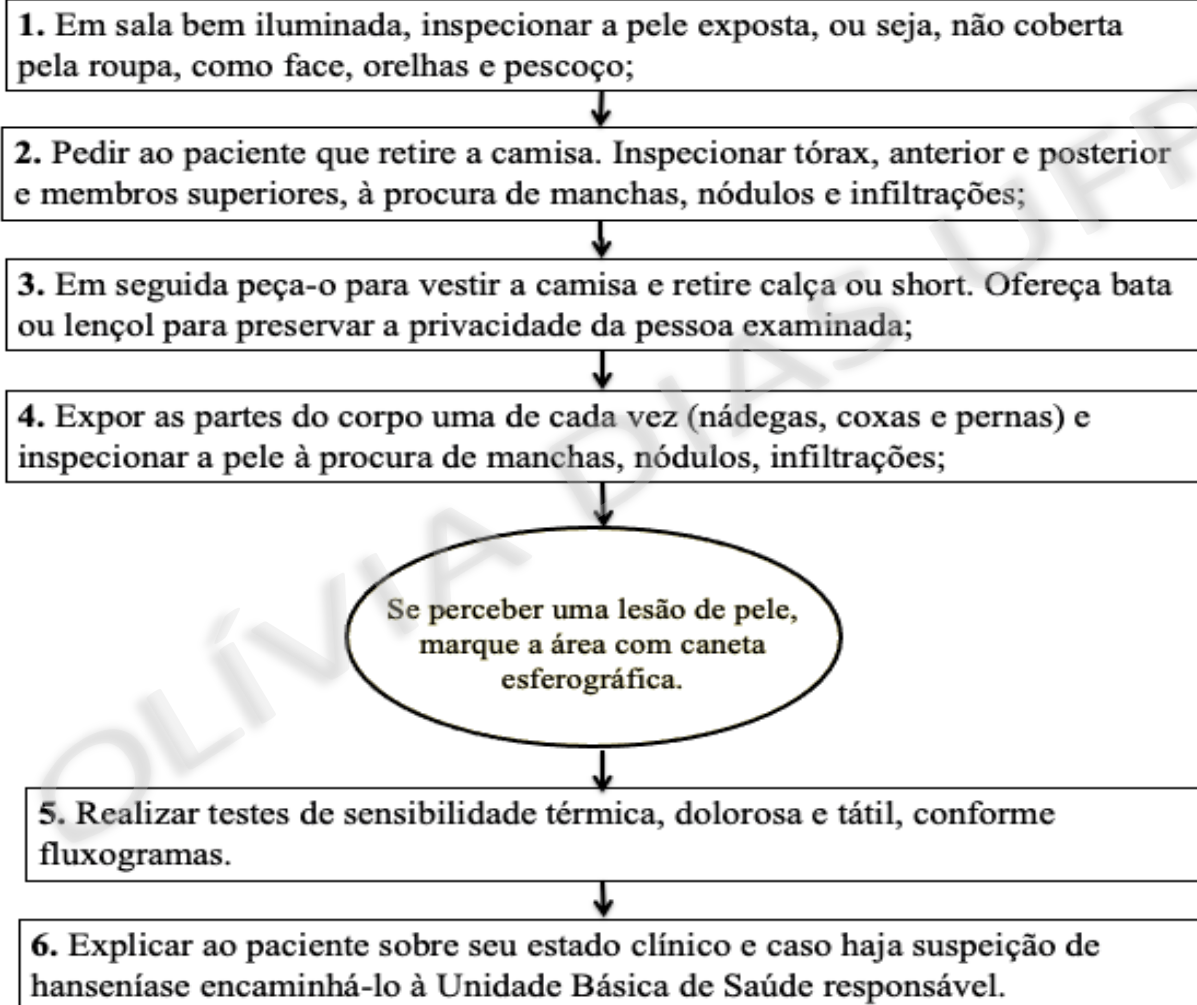 1. Em sala bem iluminada, inspecionar a pele exposta, ou seja, não coberta
pela roupa, como face, orelhas e pescoço;
2. Pedir ao paciente que retire a camisa. Inspecionar tórax, anterior e posterior
e membros superiores, à procura de manchas, nódulos e infiltrações;
3. Em seguida peça-o para vestir a camisa e retire calça ou short. Ofereça bata
ou lençol para preservar a privacidade da pessoa examinada;
4. Expor as partes do corpo uma de cada vez (nádegas, coxas e pernas) e
inspecionar a pele à procura de manchas, nódulos, infiltrações;
Se perceber uma lesão de pele,
marque a área com caneta
esferográfica.
5. Realizar testes de sensibilidade térmica, dolorosa e tátil, conforme
fluxogramas.
6. Explicar ao paciente sobre seu estado clínico e caso haja suspeição de
hanseníase encaminhá-lo à Unidade Básica de Saúde responsável.
OLÍVIA DIAS